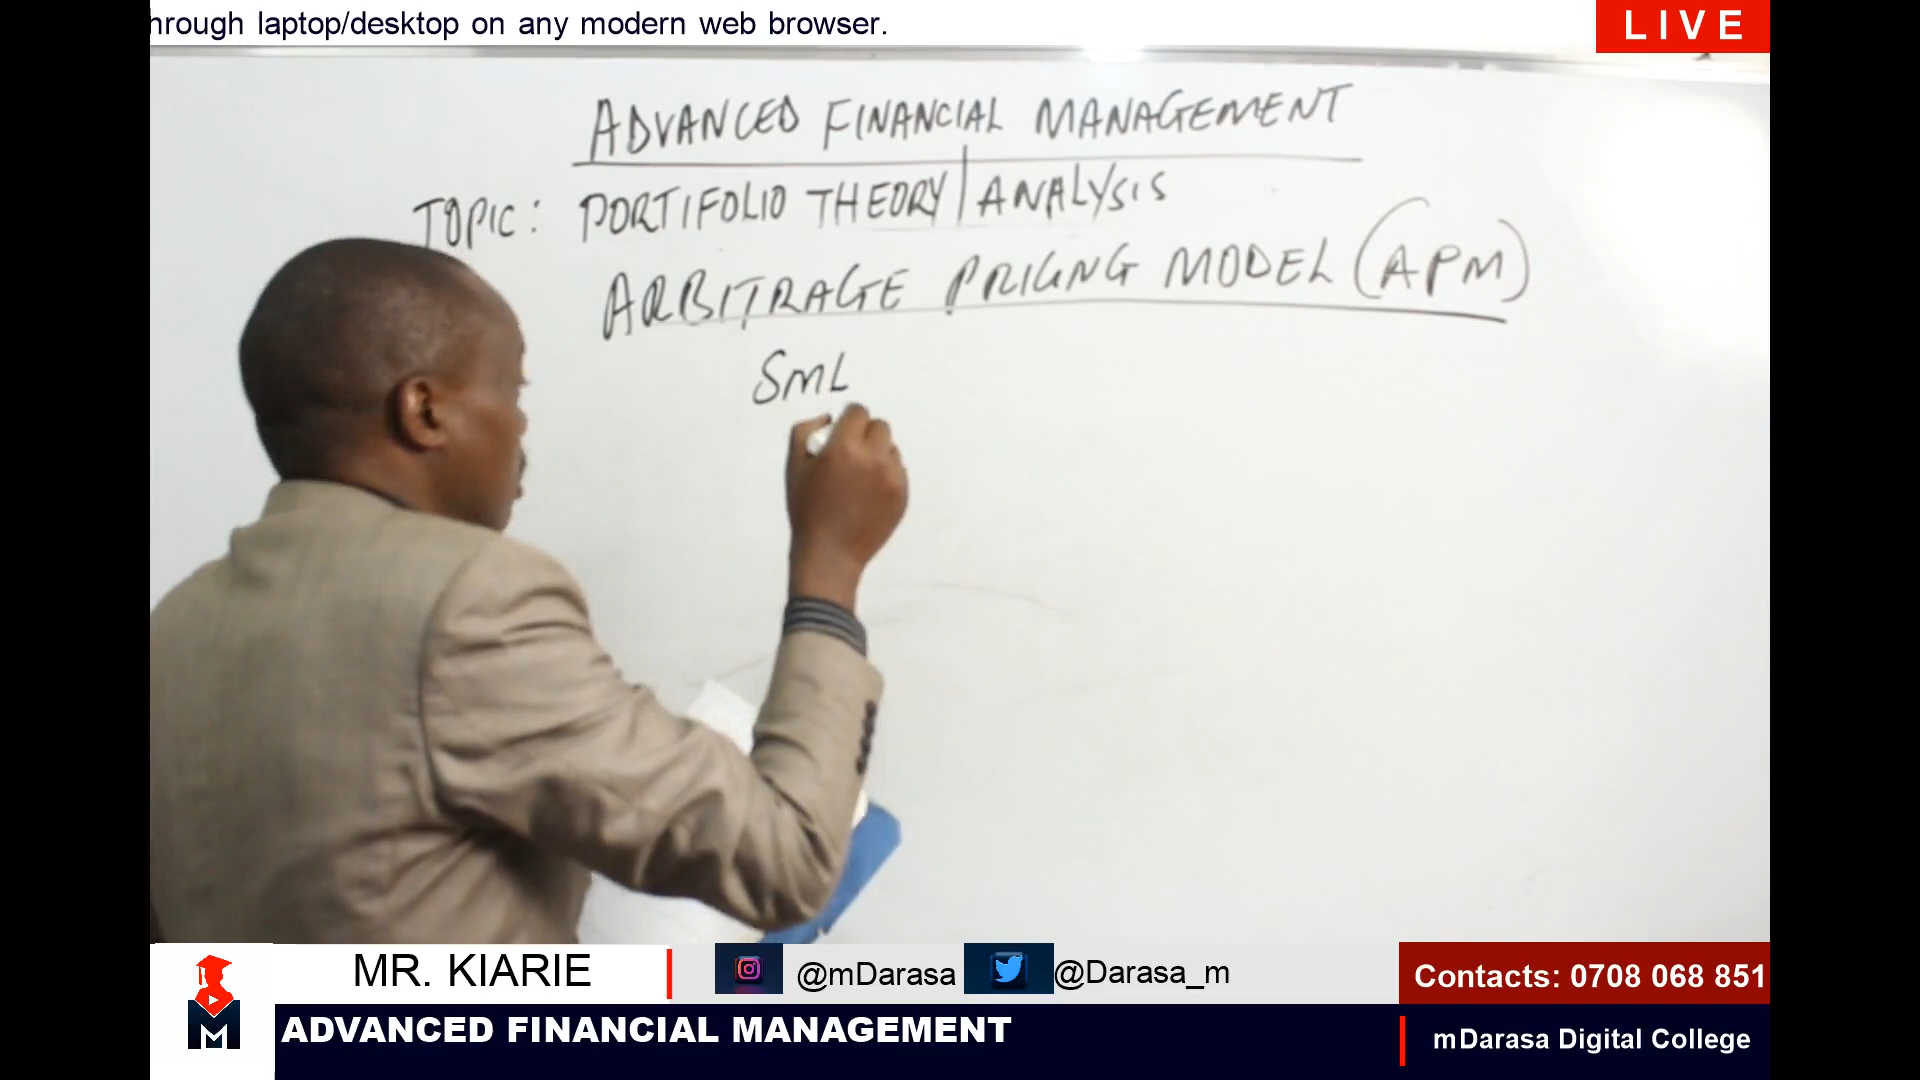 hrough laptop/desktop on any modern web browser.
LIVE
ADVANCED FINANCIAL MANAGEMENT
TOPIC: PORTIFOLIO THEORY/ANALYSIS
ARBITRAGE PRICING MODEL (APM)
SML
MR. KIARIE
@mDarasa
@Darasa_m
Contacts: 0708 068 851
M
ADVANCED FINANCIAL MANAGEMENT
mDarasa Digital College